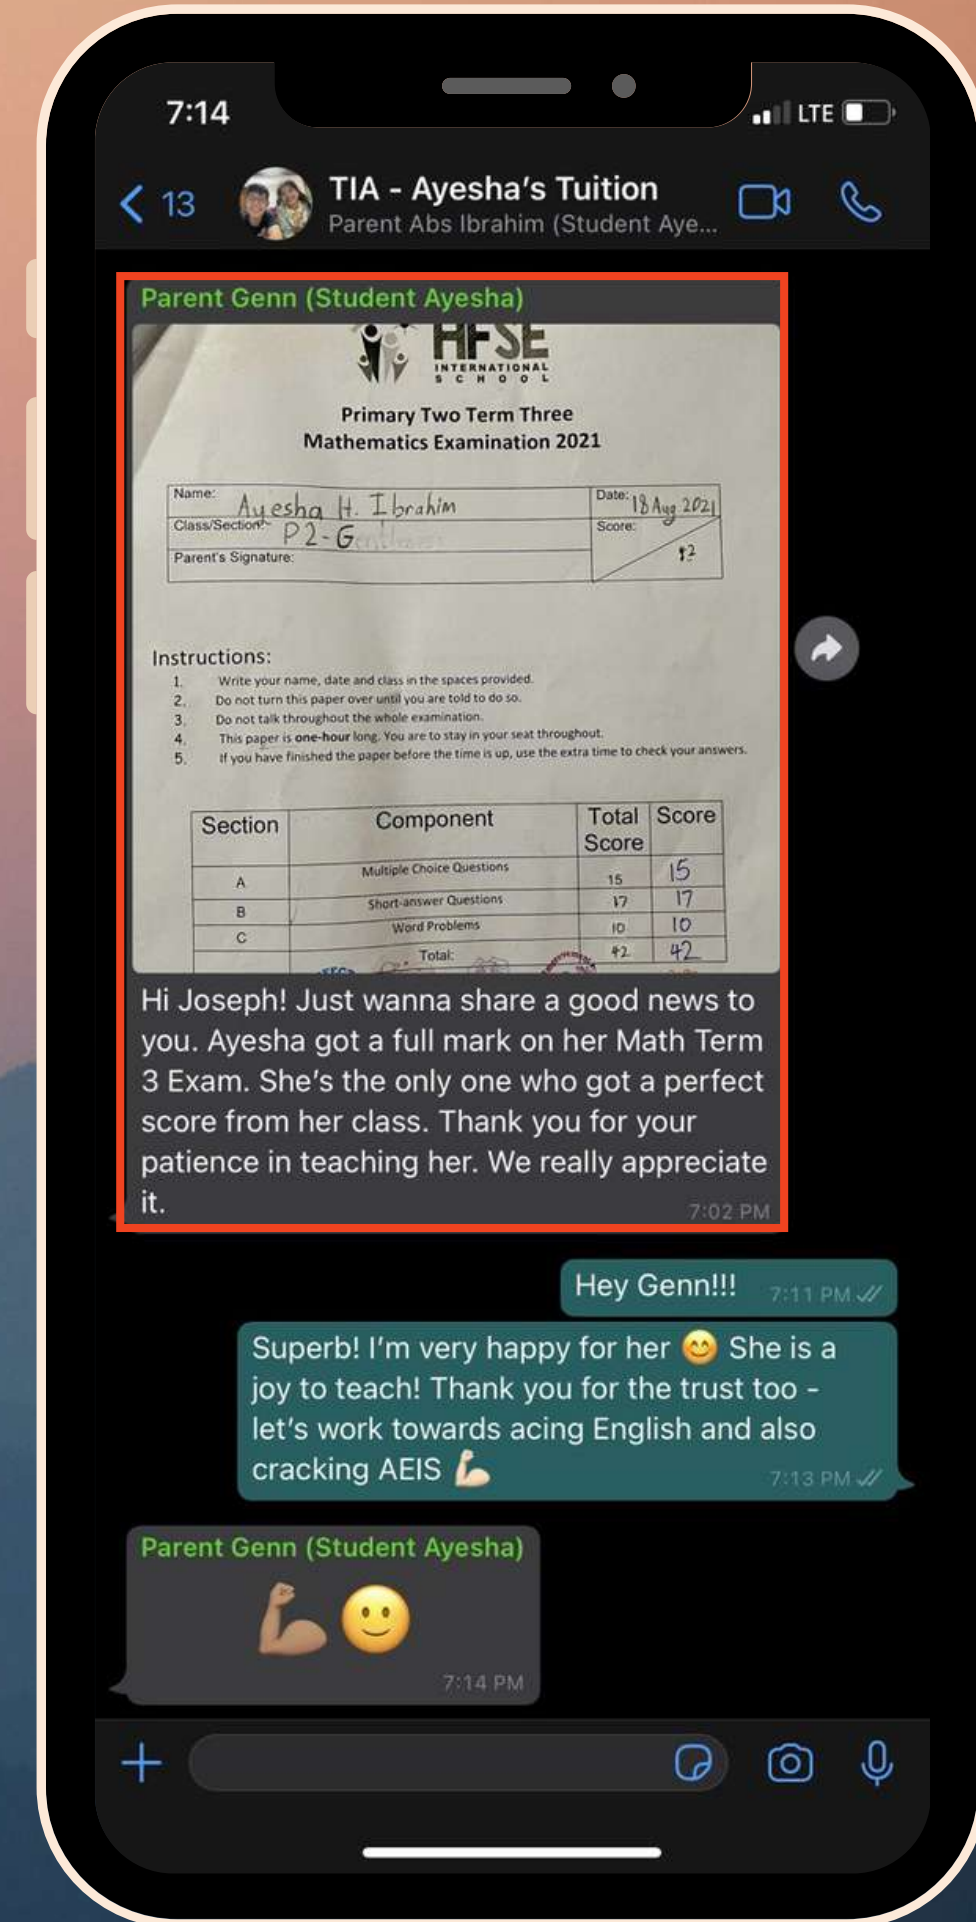 7:14
LTE
13
TIA - Ayesha's Tuition
Parent Abs Ibrahim (Student Aye...
Parent Genn (Student Ayesha)
HFSE
INTERNATIONAL
SCHOOL
Primary Two Term Three
Mathematics Examination 2021
Name: Ayesha H. Ibrahim
Date: 18 Aug 2021
Class/Section: P2-G
Score:
Parent's Signature:
Instructions:
1. Write your name, date and class in the spaces provided.
2. Do not turn this paper over until you are told to do so.
3. Do not talk throughout the whole examination.
4. This paper is one-hour long. You are to stay in your seat throughout.
5. If you have finished the paper before the time is up, use the extra time to check your answers.
Section Component Total Score Score
A Multiple Choice Questions 15 15
B Short-answer Questions 17 17
C Word Problems 10 10
Total: 42 42
Hi Joseph! Just wanna share a good news to
you. Ayesha got a full mark on her Math Term
3 Exam. She's the only one who got a perfect
score from her class. Thank you for your
patience in teaching her. We really appreciate
it.
7:02 PM
Hey Genn!!! 7:11 PM
Superb! I'm very happy for her 😊 She is a
joy to teach! Thank you for the trust too -
let's work towards acing English and also
cracking AEIS 💪
7:13 PM
Parent Genn (Student Ayesha)
💪🙂
7:14 PM